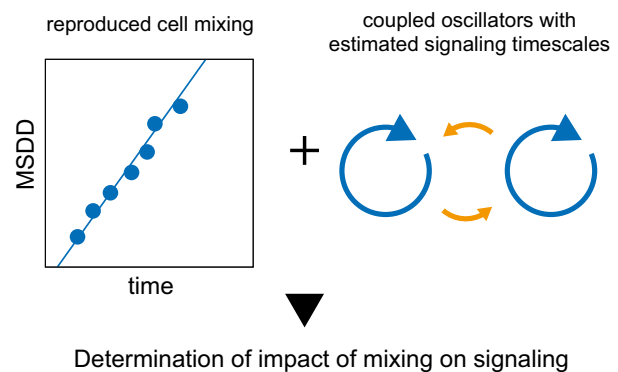 reproduced cell mixing
coupled oscillators with
estimated signaling timescales
MSDD
+
time
Determination of impact of mixing on signaling